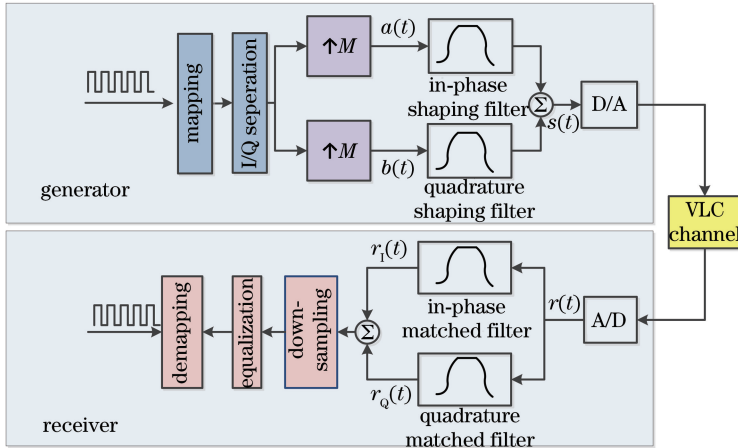 mapping
I/Q seperation
↑M
a(t)
in-phase
shaping filter
↑M
b(t)
quadrature
shaping filter
Σ
s(t)
D/A
generator
VLC
channel
A/D
r(t)
in-phase
matched filter
quadrature
matched filter
r_I(t)
r_Q(t)
Σ
down-
sampling
equalization
demapping
receiver